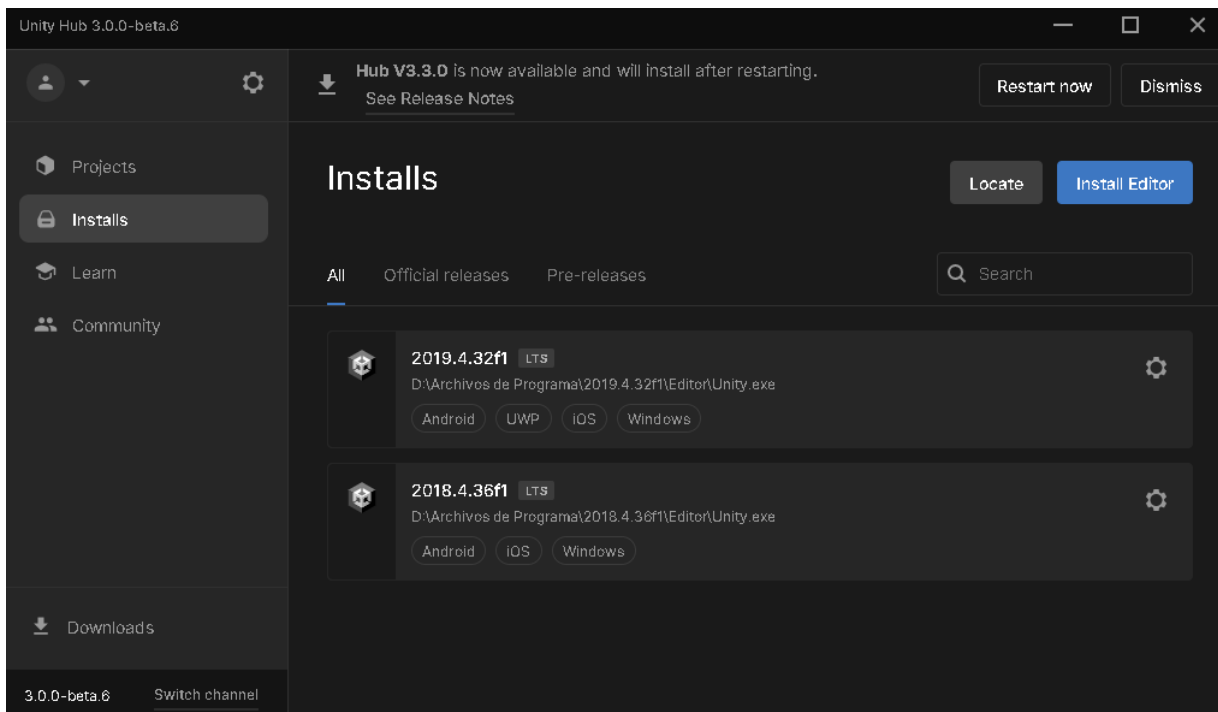 Unity Hub 3.0.0-beta.6
Hub V3.3.0 is now available and will install after restarting.
See Release Notes
Restart now
Dismiss
Projects
Installs
Learn
Community
Installs
Locate
Install Editor
All
Official releases
Pre-releases
Search
2019.4.32f1 LTS
D:\Archivos de Programa\2019.4.32f1\Editor\Unity.exe
Android
UWP
iOS
Windows
2018.4.36f1 LTS
D:\Archivos de Programa\2018.4.36f1\Editor\Unity.exe
Android
iOS
Windows
Downloads
3.0.0-beta.6
Switch channel